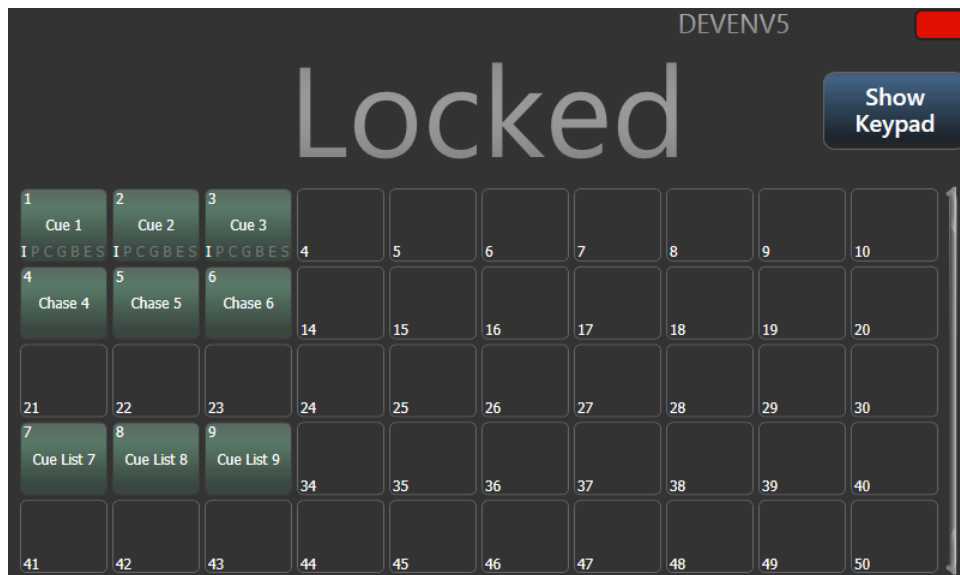 DEVENV5
Locked
Show
Keypad
1 2 3
Cue 1 Cue 2 Cue 3
I P C G B E S I P C G B E S I P C G B E S 4 5 6 7 8 9 10
4 5 6
Chase 4 Chase 5 Chase 6
14 15 16 17 18 19 20
21 22 23 24 25 26 27 28 29 30
7 8 9
Cue List 7 Cue List 8 Cue List 9
34 35 36 37 38 39 40
41 42 43 44 45 46 47 48 49 50